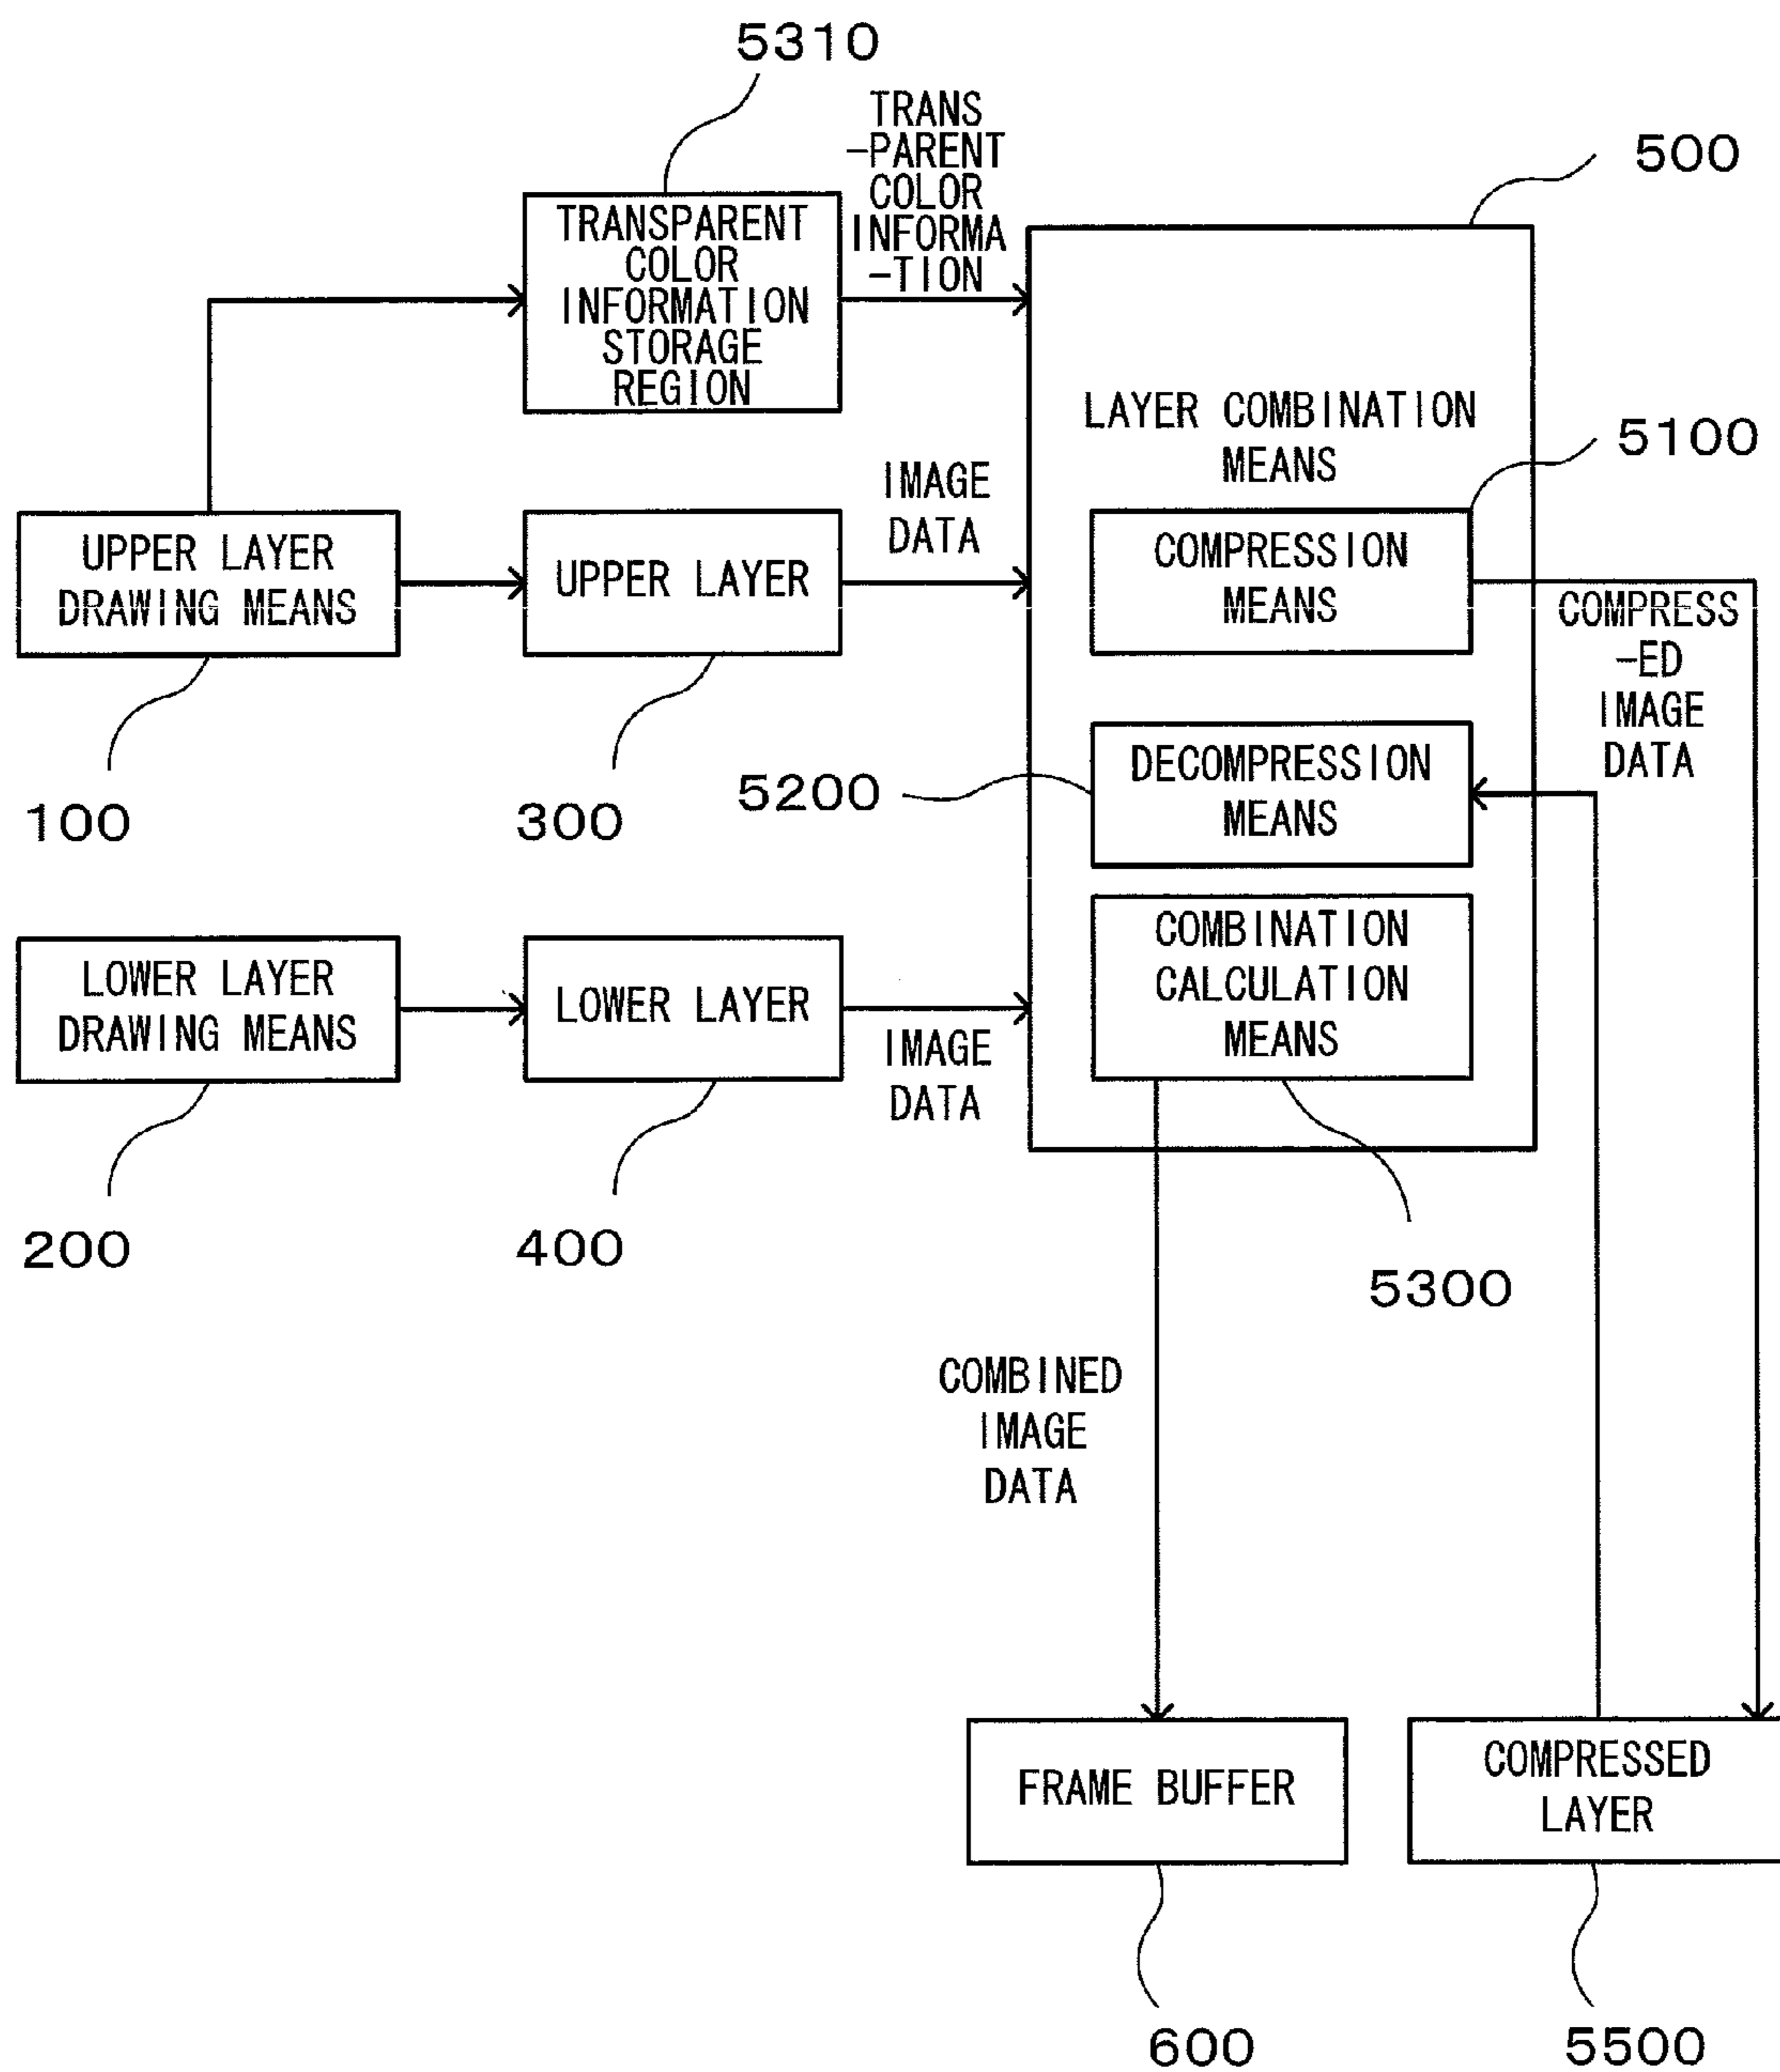 5310
TRANS
-PARENT
COLOR
INFORMA
-TION
500
TRANSPARENT
COLOR
INFORMATION
STORAGE
REGION
LAYER COMBINATION
MEANS
5100
IMAGE
DATA
UPPER LAYER
DRAWING MEANS
UPPER LAYER
COMPRESSION
MEANS
COMPRESS
-ED
IMAGE
DATA
100
300
5200
DECOMPRESSION
MEANS
LOWER LAYER
DRAWING MEANS
LOWER LAYER
IMAGE
DATA
COMBINATION
CALCULATION
MEANS
200
400
5300
COMBINED
IMAGE
DATA
FRAME BUFFER
COMPRESSED
LAYER
600
5500